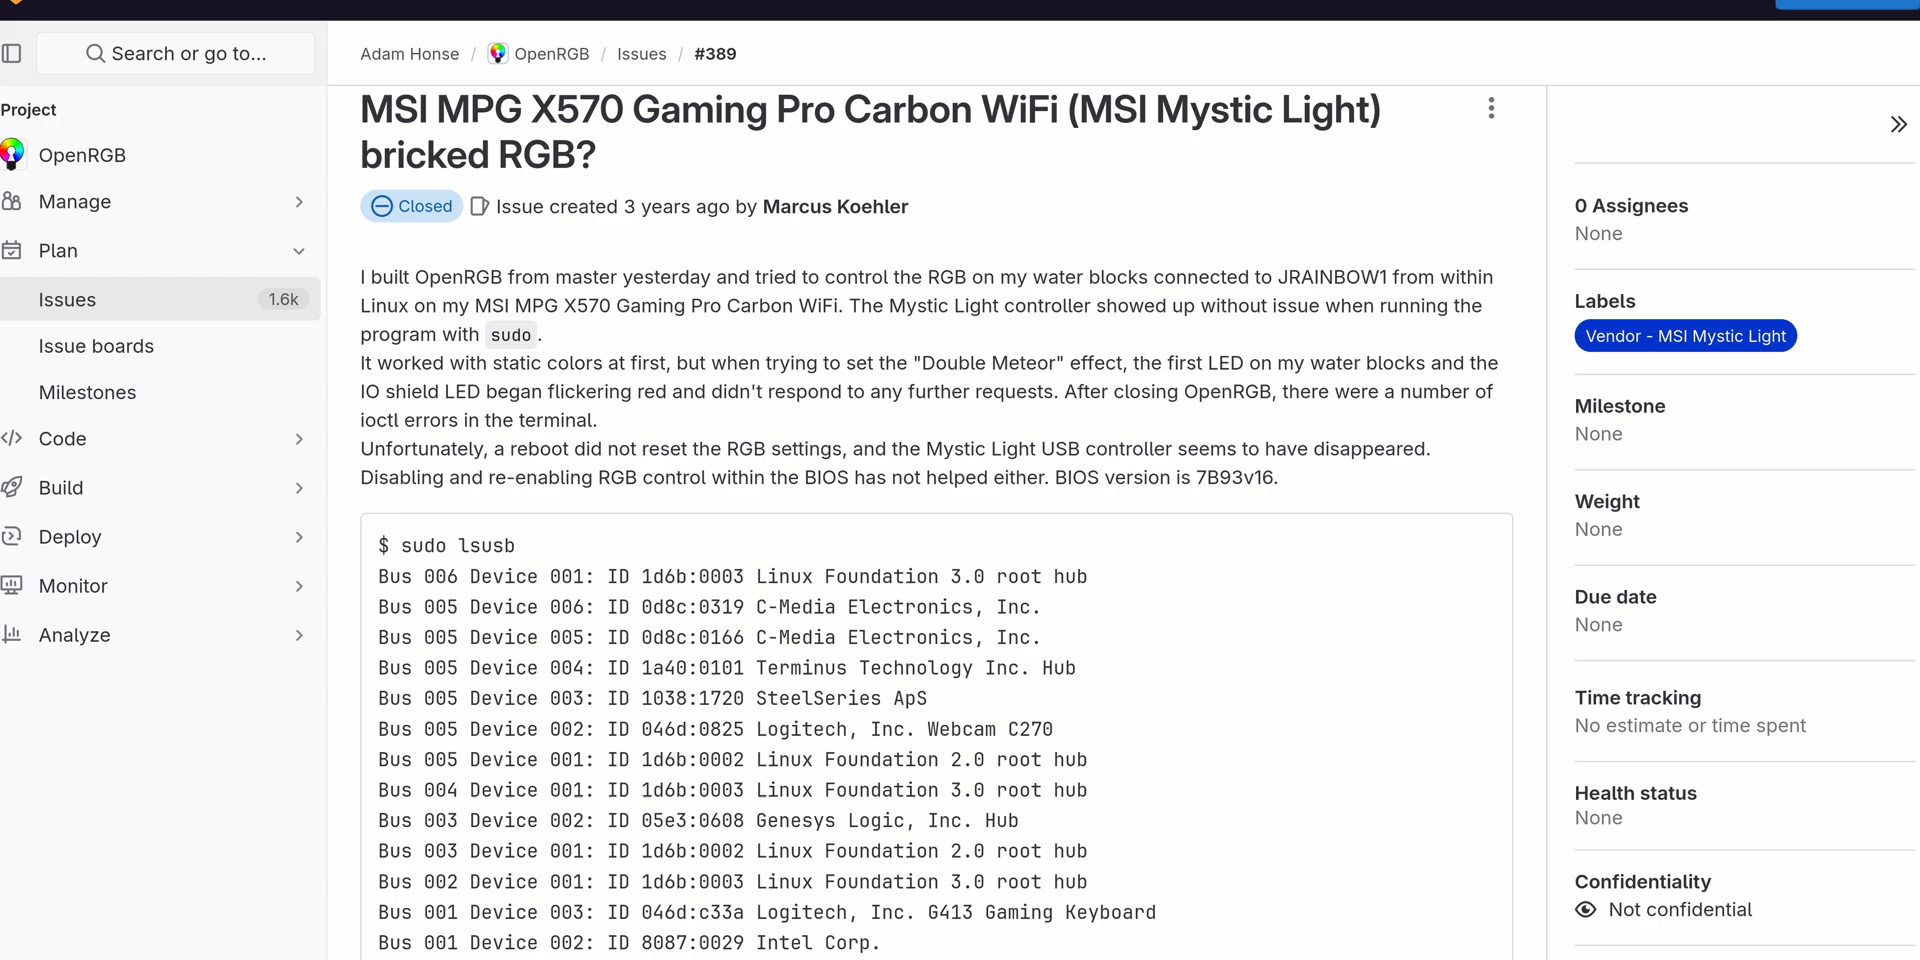 Search or go to...
Project
OpenRGB
Manage
Plan
Issues 1.6k
Issue boards
Milestones
Code
Build
Deploy
Monitor
Analyze
Adam Honse / OpenRGB / Issues / #389
MSI MPG X570 Gaming Pro Carbon WiFi (MSI Mystic Light)
bricked RGB?
Closed Issue created 3 years ago by Marcus Koehler
I built OpenRGB from master yesterday and tried to control the RGB on my water blocks connected to JRAINBOW1 from within
Linux on my MSI MPG X570 Gaming Pro Carbon WiFi. The Mystic Light controller showed up without issue when running the
program with sudo.
It worked with static colors at first, but when trying to set the "Double Meteor" effect, the first LED on my water blocks and the
IO shield LED began flickering red and didn't respond to any further requests. After closing OpenRGB, there were a number of
ioctl errors in the terminal.
Unfortunately, a reboot did not reset the RGB settings, and the Mystic Light USB controller seems to have disappeared.
Disabling and re-enabling RGB control within the BIOS has not helped either. BIOS version is 7B93v16.
$ sudo lsusb
Bus 006 Device 001: ID 1d6b:0003 Linux Foundation 3.0 root hub
Bus 005 Device 006: ID 0d8c:0319 C-Media Electronics, Inc.
Bus 005 Device 005: ID 0d8c:0166 C-Media Electronics, Inc.
Bus 005 Device 004: ID 1a40:0101 Terminus Technology Inc. Hub
Bus 005 Device 003: ID 1038:1720 SteelSeries ApS
Bus 005 Device 002: ID 046d:0825 Logitech, Inc. Webcam C270
Bus 005 Device 001: ID 1d6b:0002 Linux Foundation 2.0 root hub
Bus 004 Device 001: ID 1d6b:0003 Linux Foundation 3.0 root hub
Bus 003 Device 002: ID 05e3:0608 Genesys Logic, Inc. Hub
Bus 003 Device 001: ID 1d6b:0002 Linux Foundation 2.0 root hub
Bus 002 Device 001: ID 1d6b:0003 Linux Foundation 3.0 root hub
Bus 001 Device 003: ID 046d:c33a Logitech, Inc. G413 Gaming Keyboard
Bus 001 Device 002: ID 8087:0029 Intel Corp.
0 Assignees
None
Labels
Vendor - MSI Mystic Light
Milestone
None
Weight
None
Due date
None
Time tracking
No estimate or time spent
Health status
None
Confidentiality
Not confidential